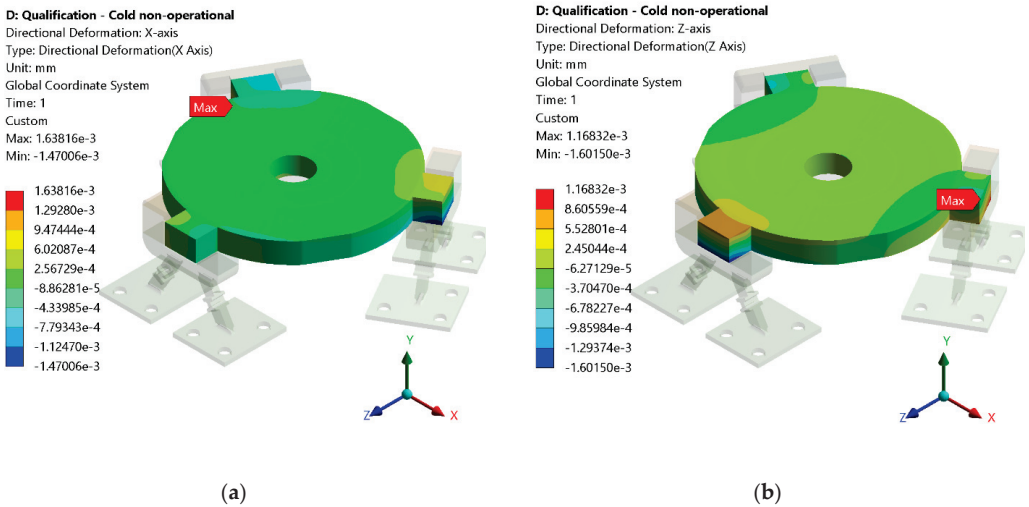 D: Qualification - Cold non-operational
Directional Deformation: X-axis
Type: Directional Deformation(X Axis)
Unit: mm
Global Coordinate System
Time: 1
Custom
Max: 1.63816e-3
Min: -1.47006e-3
Max
1.63816e-3
1.29280e-3
9.47444e-4
6.02087e-4
2.56729e-4
-8.86281e-5
-4.33985e-4
-7.79343e-4
-1.12470e-3
-1.47006e-3
Y
Z
X
(a)
D: Qualification - Cold non-operational
Directional Deformation: Z-axis
Type: Directional Deformation(Z Axis)
Unit: mm
Global Coordinate System
Time: 1
Custom
Max: 1.16832e-3
Min: -1.60150e-3
Max
1.16832e-3
8.60559e-4
5.52801e-4
2.45044e-4
-6.27129e-5
-3.70470e-4
-6.78227e-4
-9.85984e-4
-1.29374e-3
-1.60150e-3
Y
Z
X
(b)